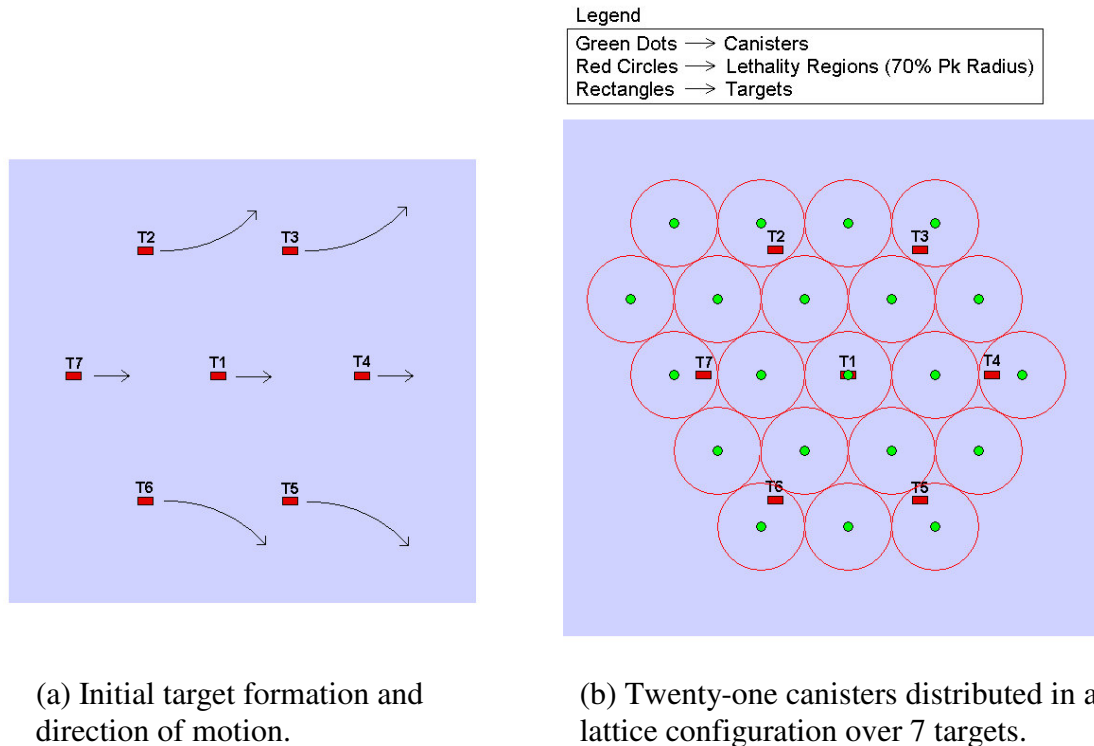 Legend
Green Dots → Canisters
Red Circles → Lethality Regions (70% Pk Radius)
Rectangles → Targets
T2 T3
T7 T1 T4
T6 T5
T2 T3
T7 T1 T4
T6 T5
(a) Initial target formation and
direction of motion.
(b) Twenty-one canisters distributed in a
lattice configuration over 7 targets.